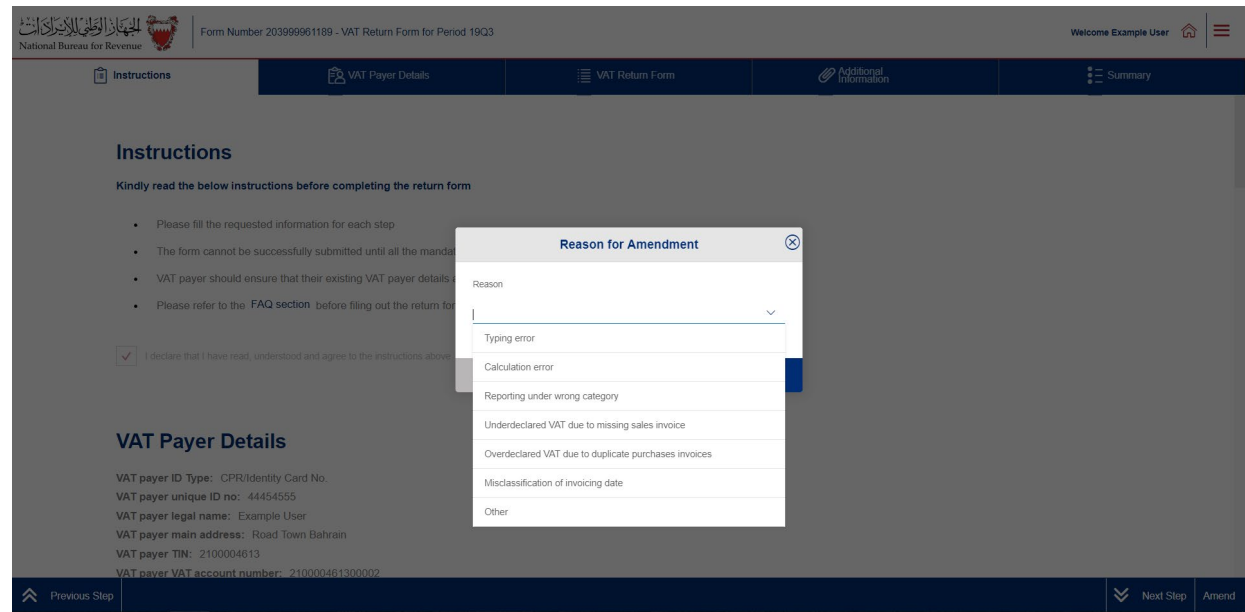 الجهاز الوطني للإيرادات
National Bureau for Revenue
Form Number 203999961189 - VAT Return Form for Period 19Q3
Welcome Example User
Instructions
VAT Payer Details
VAT Return Form
Additional Information
Summary
Instructions
Kindly read the below instructions before completing the return form
Please fill the requested information for each step
The form cannot be successfully submitted until all the
VAT payer should ensure that their existing VAT payer details
Please refer to the FAQ section before filing out the return
I declare that I have read, understood and agree to the instructions above
Reason for Amendment
Reason
Typing error
Calculation error
Reporting under wrong category
Underdeclared VAT due to missing sales invoice
Overdeclared VAT due to duplicate purchases invoices
Misclassification of invoicing date
Other
VAT Payer Details
VAT payer ID Type: CPR/Identity Card No.
VAT payer unique ID no: 44454555
VAT payer legal name: Example User
VAT payer main address: Road Town Bahrain
VAT payer TIN: 2100004613
VAT payer VAT account number: 210000461300002
Previous Step
Next Step
Amend